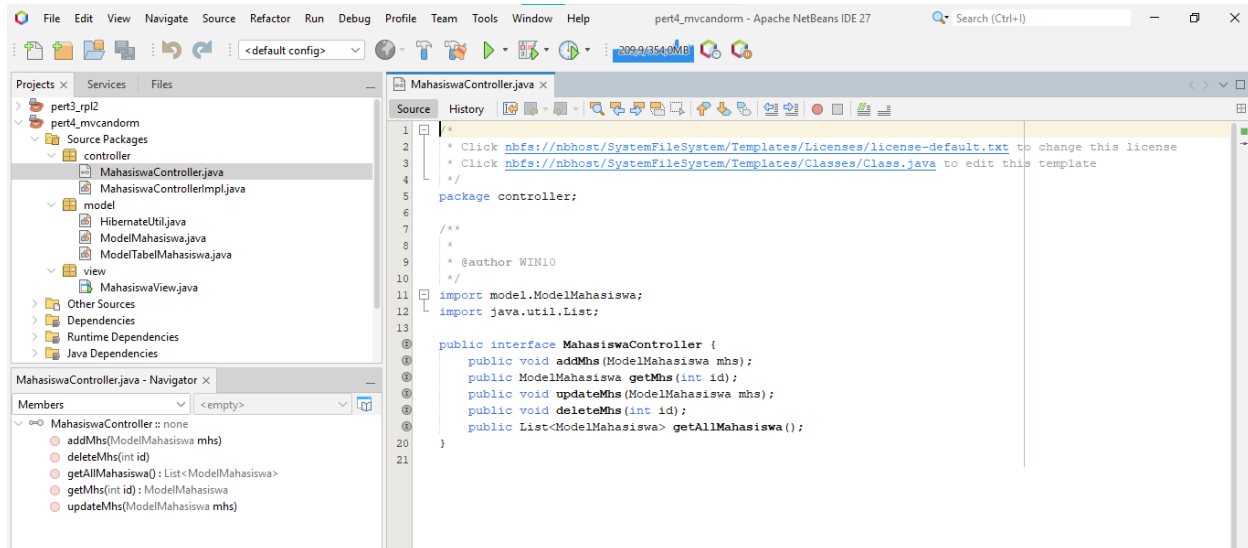 File Edit View Navigate Source Refactor Run Debug Profile Team Tools Window Help pert4_mvcandorm - Apache NetBeans IDE 27 Search (Ctrl+I)
<default config> 209,9/354,0MB
Projects Services Files
pert3_rpl2
pert4_mvcandorm
Source Packages
controller
MahasiswaController.java
MahasiswaControllerImpl.java
model
HibernateUtil.java
ModelMahasiswa.java
ModelTabelMahasiswa.java
view
MahasiswaView.java
Other Sources
Dependencies
Runtime Dependencies
Java Dependencies
MahasiswaController.java - Navigator
Members <empty>
MahasiswaController :: none
addMhs(ModelMahasiswa mhs)
deleteMhs(int id)
getAllMahasiswa() : List<ModelMahasiswa>
getMhs(int id) : ModelMahasiswa
updateMhs(ModelMahasiswa mhs)
MahasiswaController.java
Source History
1 /*
2 * Click nbfs://nbhost/SystemFileSystem/Templates/Licenses/license-default.txt to change this license
3 * Click nbfs://nbhost/SystemFileSystem/Templates/Classes/Class.java to edit this template
4 */
5 package controller;
6
7 /**
8 *
9 * @author WIN10
10 */
11 import model.ModelMahasiswa;
12 import java.util.List;
13
public interface MahasiswaController {
public void addMhs(ModelMahasiswa mhs);
public ModelMahasiswa getMhs(int id);
public void updateMhs(ModelMahasiswa mhs);
public void deleteMhs(int id);
public List<ModelMahasiswa> getAllMahasiswa();
20 }
21